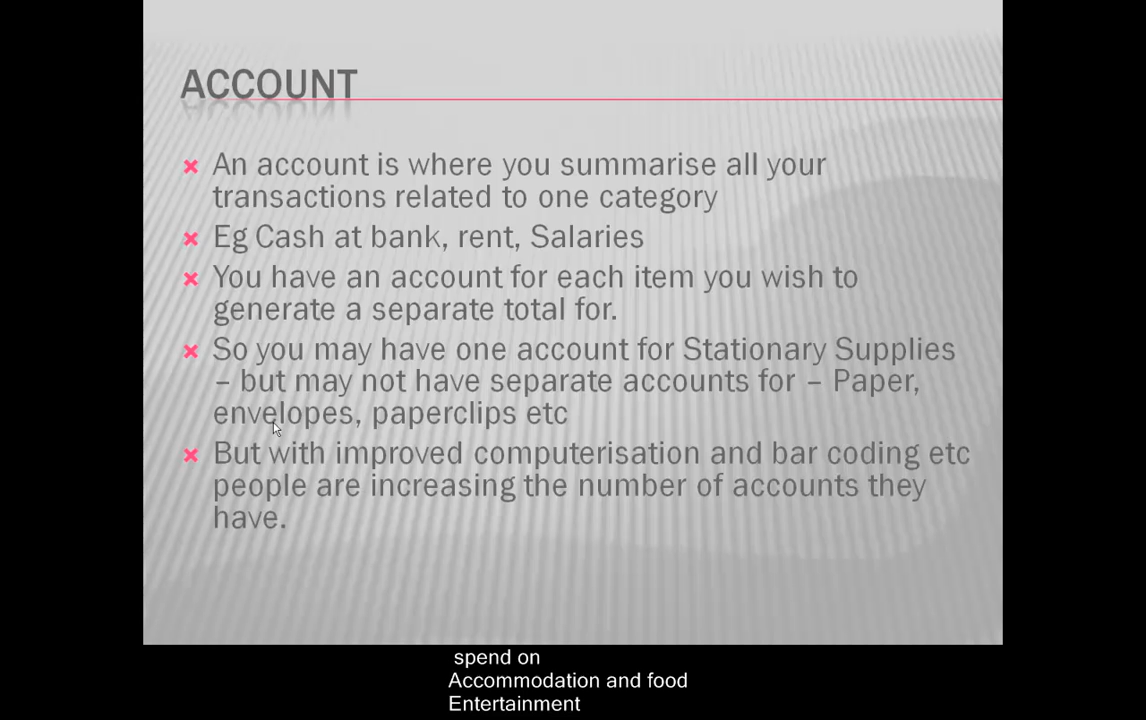 ACCOUNT
An account is where you summarise all your
transactions related to one category
Eg Cash at bank, rent, Salaries
You have an account for each item you wish to
generate a separate total for.
So you may have one account for Stationary Supplies
– but may not have separate accounts for – Paper,
envelopes, paperclips etc
But with improved computerisation and bar coding etc
people are increasing the number of accounts they
have.
spend on
Accommodation and food
Entertainment